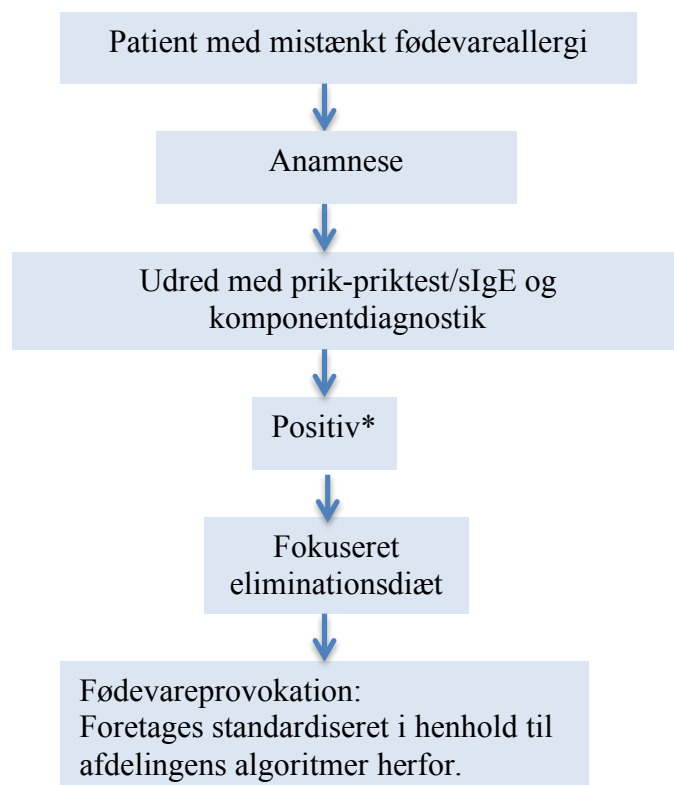 Patient med mistænkt fødevareallergi
Anamnese
Udred med prik-priktest/sIgE og
komponentdiagnostik
Positiv*
Fokuseret
eliminationsdiæt
Fødevareprovokation:
Foretages standardiseret i henhold til
afdelingens algoritmer herfor.